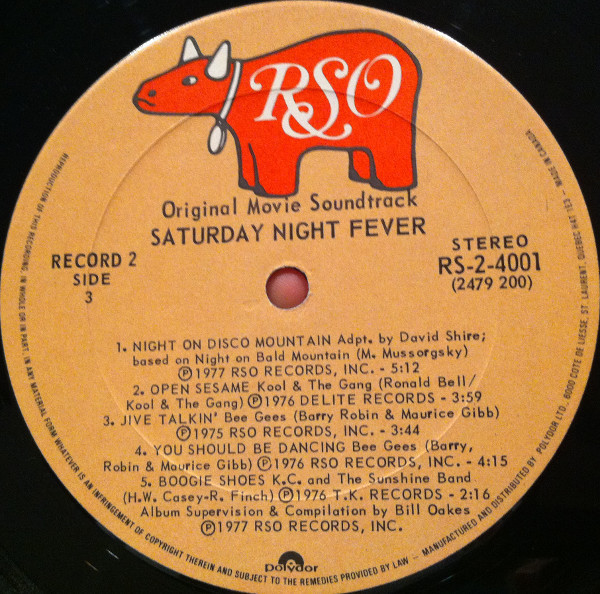 RSO
Original Movie Soundtrack
SATURDAY NIGHT FEVER
RECORD 2
SIDE
3
STEREO
RS-2-4001
(2479 200)
1. NIGHT ON DISCO MOUNTAIN Adpt. by David Shire;
based on Night on Bald Mountain (M. Mussorgsky)
Ⓟ1977 RSO RECORDS, INC. - 5:12
2. OPEN SESAME Kool & The Gang (Ronald Bell/
Kool & The Gang) Ⓟ1976 DELITE RECORDS - 3:59
3. JIVE TALKIN' Bee Gees (Barry Robin & Maurice Gibb)
Ⓟ1975 RSO RECORDS, INC. - 3:44
4. YOU SHOULD BE DANCING Bee Gees (Barry,
Robin & Maurice Gibb) Ⓟ1976 RSO RECORDS, INC. - 4:15
5. BOOGIE SHOES K.C. and The Sunshine Band
(H.W. Casey-R. Finch) Ⓟ1976 T.K. RECORDS - 2:16
Album Supervision & Compilation by Bill Oakes
Ⓟ1977 RSO RECORDS, INC.
polydor
REPRODUCTION OF THIS RECORDING, IN WHOLE OR IN PART, IN ANY MATERIAL FORM WHATEVER IS AN INFRINGEMENT OF COPYRIGHT THEREIN AND SUBJECT TO THE REMEDIES PROVIDED BY LAW – MANUFACTURED AND DISTRIBUTED BY POLYDOR LTD., 6000 COTE DE LIESSE, ST. LAURENT, QUEBEC H4T 1E3 – MADE IN CANADA